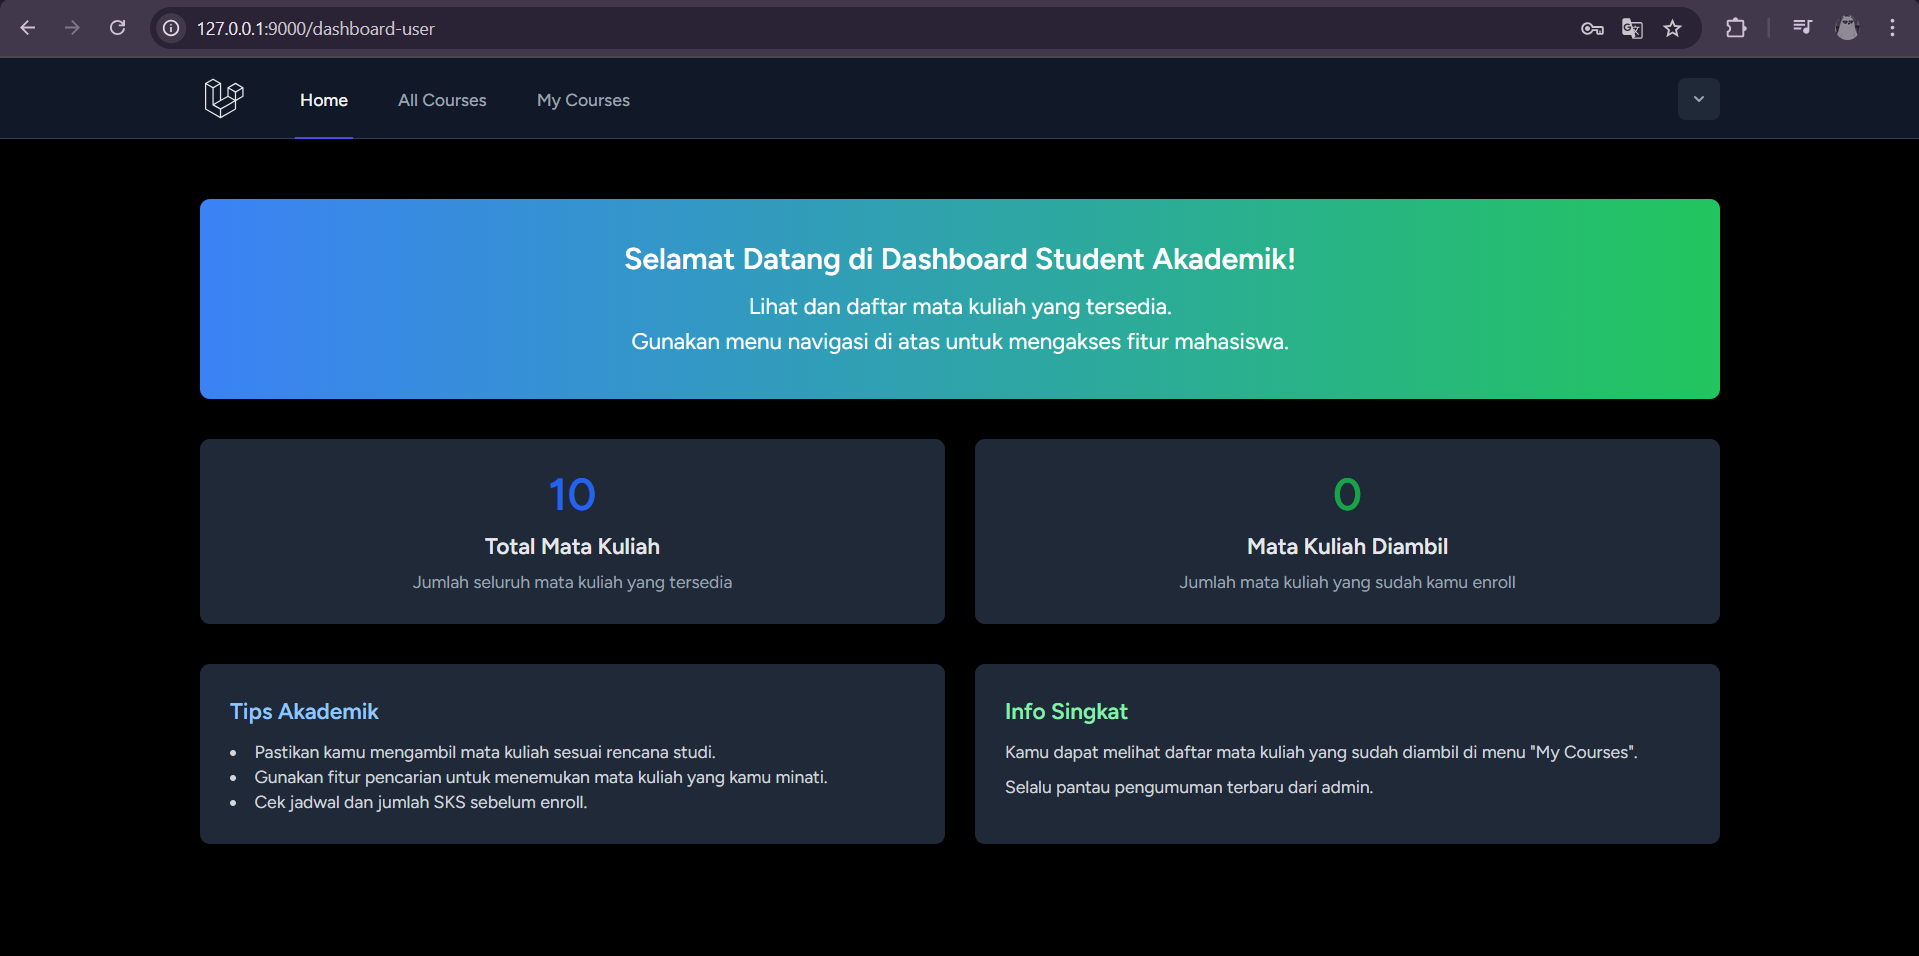 127.0.0.1:9000/dashboard-user
Home
All Courses
My Courses
Selamat Datang di Dashboard Student Akademik!
Lihat dan daftar mata kuliah yang tersedia.
Gunakan menu navigasi di atas untuk mengakses fitur mahasiswa.
10
Total Mata Kuliah
Jumlah seluruh mata kuliah yang tersedia
0
Mata Kuliah Diambil
Jumlah mata kuliah yang sudah kamu enroll
Tips Akademik
Pastikan kamu mengambil mata kuliah sesuai rencana studi.
Gunakan fitur pencarian untuk menemukan mata kuliah yang kamu minati.
Cek jadwal dan jumlah SKS sebelum enroll.
Info Singkat
Kamu dapat melihat daftar mata kuliah yang sudah diambil di menu "My Courses".
Selalu pantau pengumuman terbaru dari admin.